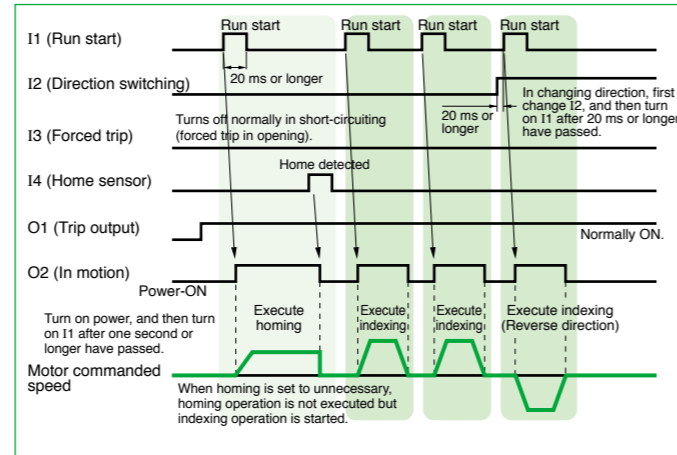 Run start Run start Run start Run start
I1 (Run start)
20 ms or longer
I2 (Direction switching)
20 ms or
longer
In changing direction, first
change I2, and then turn
on I1 after 20 ms or longer
have passed.
Turns off normally in short-circuiting
(forced trip in opening).
I3 (Forced trip)
Home detected
I4 (Home sensor)
O1 (Trip output)
Normally ON.
O2 (In motion)
Power-ON
Turn on power, and then turn
on I1 after one second or
longer have passed.
Execute
homing
Execute
indexing
Execute
indexing
Execute indexing
(Reverse direction)
Motor commanded
speed
When homing is set to unnecessary,
homing operation is not executed but
indexing operation is started.